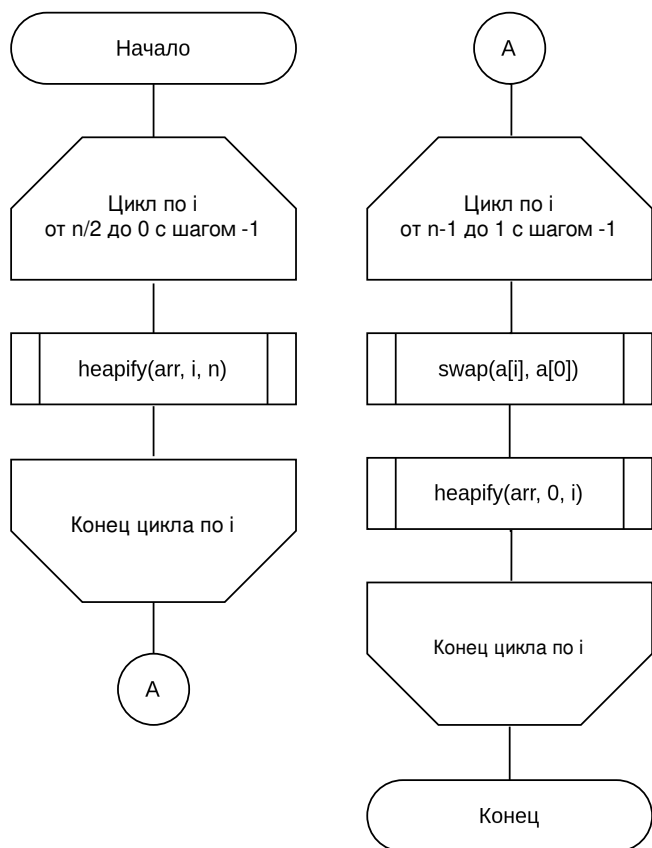 Начало
Цикл по i
от n/2 до 0 с шагом -1
heapify(arr, i, n)
Конец цикла по i
A
A
Цикл по i
от n-1 до 1 с шагом -1
swap(a[i], a[0])
heapify(arr, 0, i)
Конец цикла по i
Конец